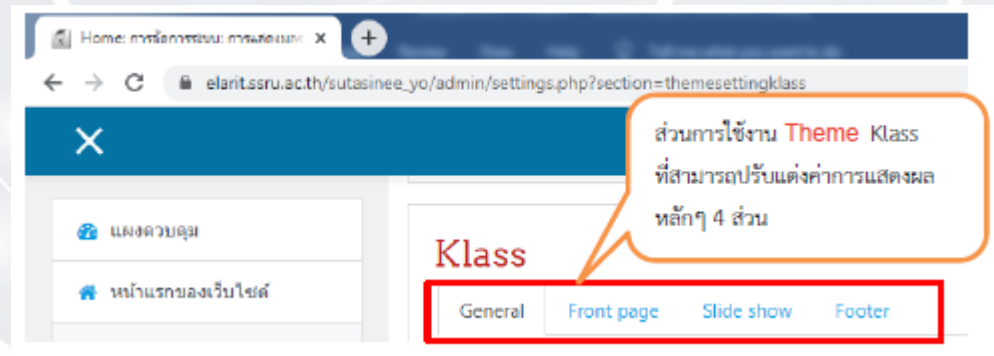 Home: การจัดการระบบ: การแสดงผล
elarit.ssru.ac.th/sutasinee_yo/admin/settings.php?section=themesettingklass
ส่วนการใช้งาน Theme Klass
ที่สามารถปรับแต่งค่าการแสดงผล
หลักๆ 4 ส่วน
แผงควบคุม
หน้าแรกของเว็บไซต์
Klass
General Front page Slide show Footer